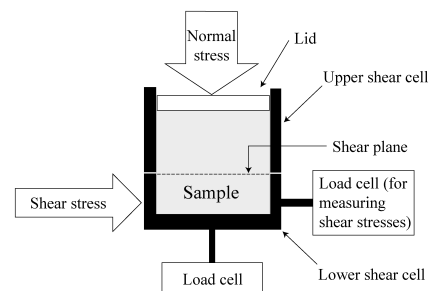 Normal
stress
Lid
Upper shear cell
Shear plane
Sample
Shear stress
Load cell (for
measuring
shear stresses)
Load cell
Lower shear cell